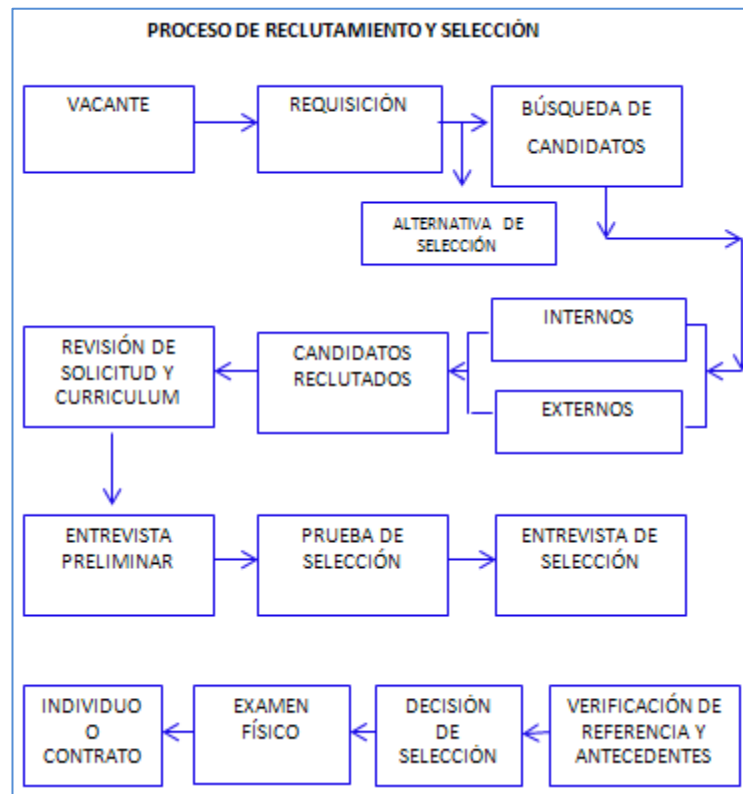 PROCESO DE RECLUTAMIENTO Y SELECCIÓN
VACANTE
REQUISICIÓN
BÚSQUEDA DE
CANDIDATOS
ALTERNATIVA DE
SELECCIÓN
INTERNOS
EXTERNOS
CANDIDATOS
RECLUTADOS
REVISIÓN DE
SOLICITUD Y
CURRICULUM
ENTREVISTA
PRELIMINAR
PRUEBA DE
SELECCIÓN
ENTREVISTA DE
SELECCIÓN
VERIFICACIÓN DE
REFERENCIA Y
ANTECEDENTES
DECISIÓN
DE
SELECCIÓN
EXAMEN
FÍSICO
INDIVIDUO
O
CONTRATO